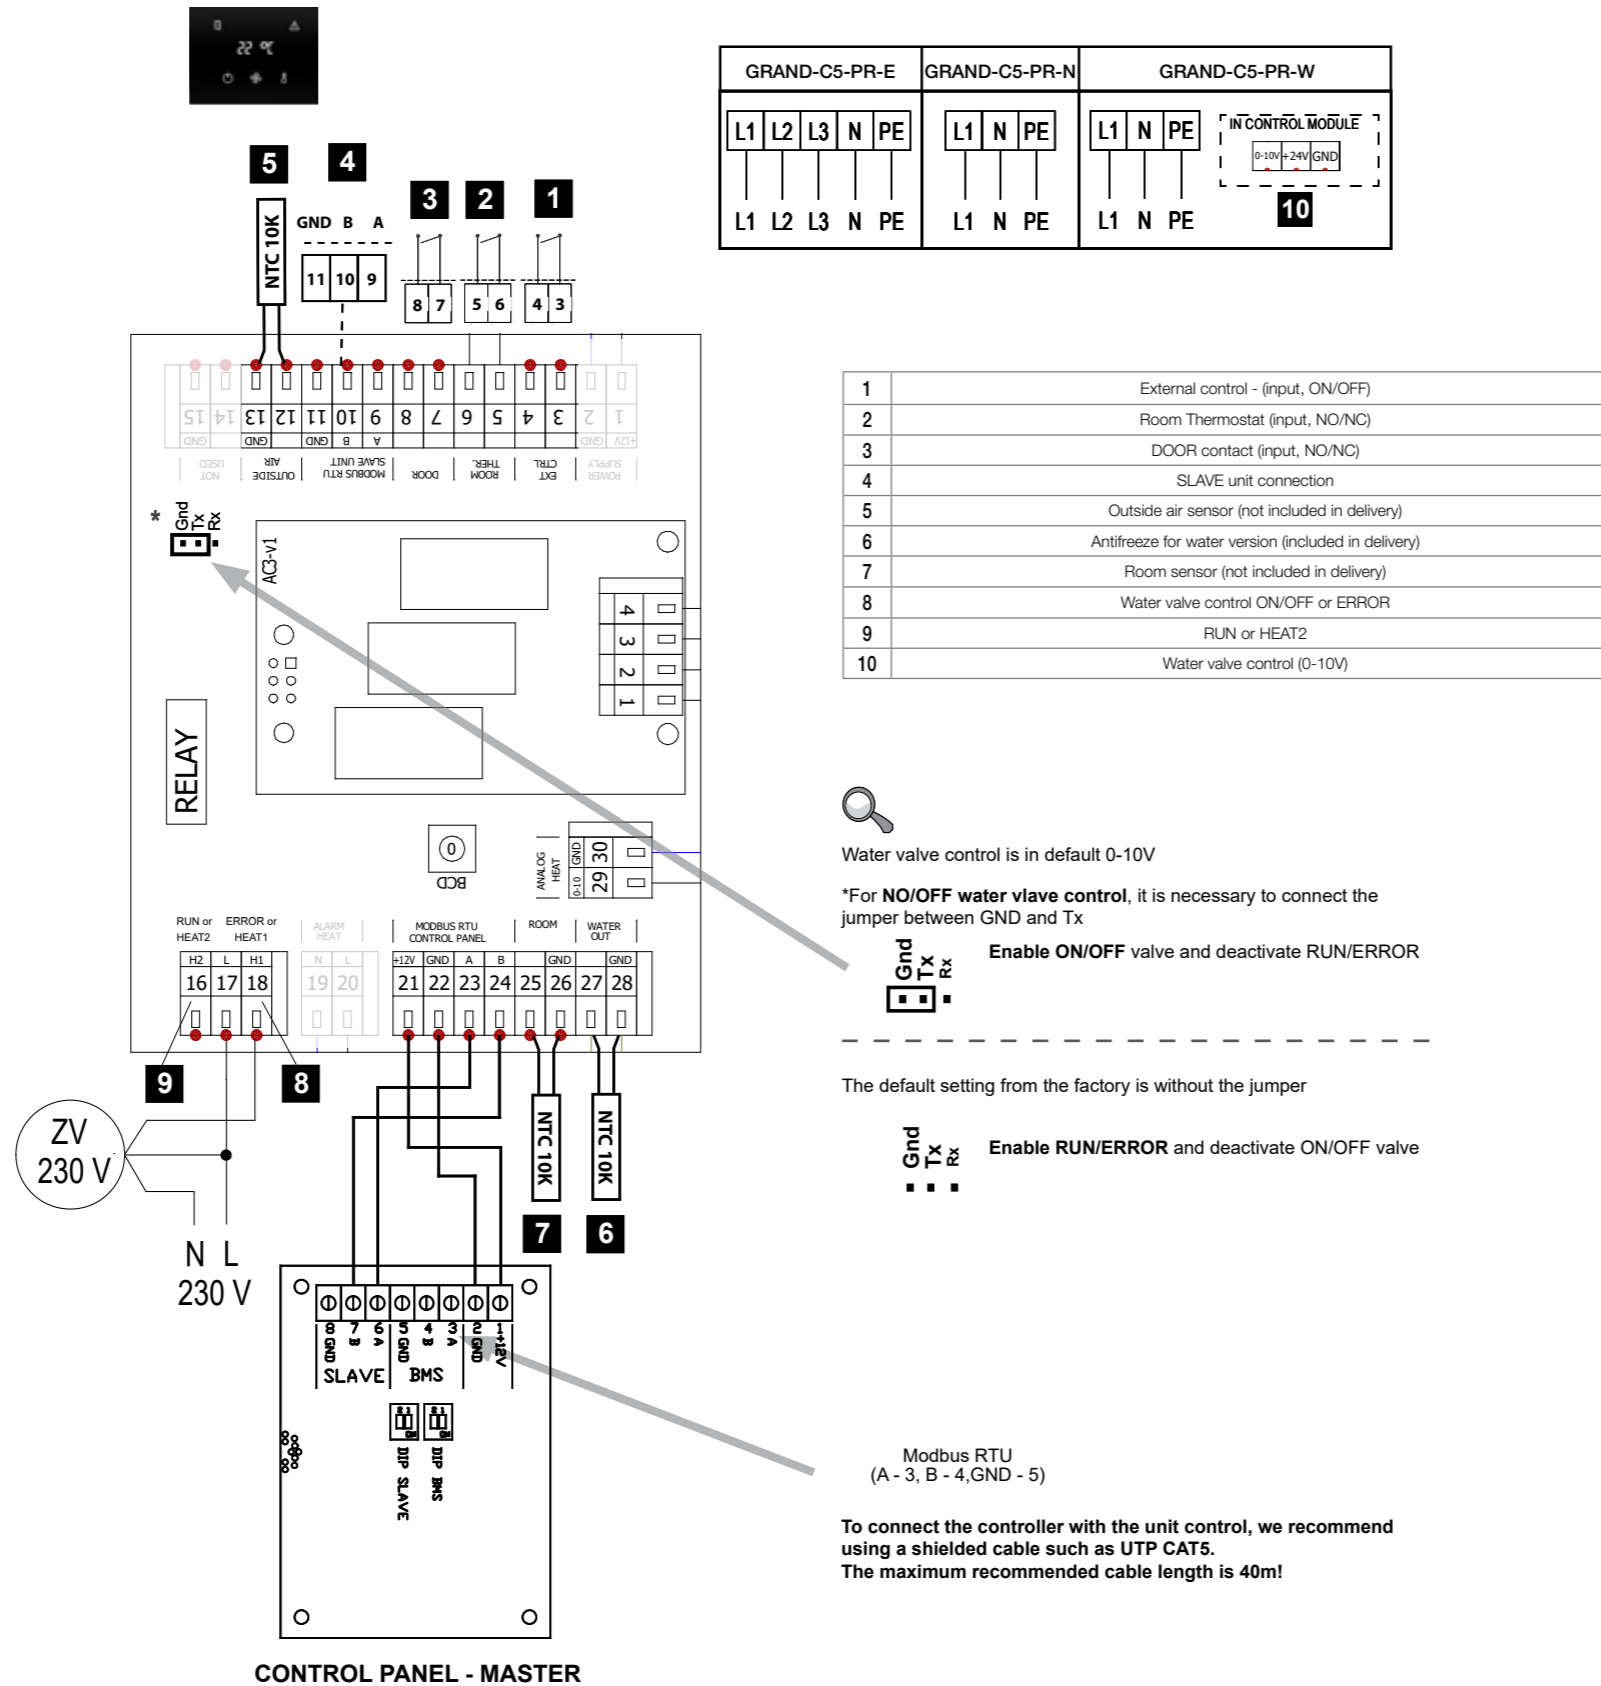 22 °C
GRAND-C5-PR-E GRAND-C5-PR-N GRAND-C5-PR-W
L1 L2 L3 N PE
L1 L2 L3 N PE
L1 N PE
L1 N PE
L1 N PE
L1 N PE
IN CONTROL MODULE
0-10V +24V GND
10
5
4
3
2
1
NTC 10K
GND B A
11 10 9
8 7
5 6
4 3
15 14 13 12 11 10 9 8 7 6 5 4 3 2 1
GND GND GND B A GND +12V
NOT USED
OUTSIDE AIR
MODBUS RTU SLAVE UNIT
DOOR
ROOM THER.
EXT CTRL
POWER SUPPLY
*
Gnd
Tx
Rx
AC3-v1
4
3
2
1
RELAY
0
BCD
ANALOG HEAT
0-10 GND
29 30
RUN or HEAT2
ERROR or HEAT1
ALARM HEAT
MODBUS RTU CONTROL PANEL
ROOM
WATER OUT
H2 L H1 N L +12V GND A B GND GND
16 17 18 19 20 21 22 23 24 25 26 27 28
9
8
ZV
230 V
N L
230 V
NTC 10K
NTC 10K
7
6
8 7 6 5 4 3 2 1
GND B A GND B A GND +12V
SLAVE BMS
2 1
2 1
DIP SLAVE
DIP BMS
CONTROL PANEL - MASTER
1 External control - (input, ON/OFF)
2 Room Thermostat (input, NO/NC)
3 DOOR contact (input, NO/NC)
4 SLAVE unit connection
5 Outside air sensor (not included in delivery)
6 Antifreeze for water version (included in delivery)
7 Room sensor (not included in delivery)
8 Water valve control ON/OFF or ERROR
9 RUN or HEAT2
10 Water valve control (0-10V)
Water valve control is in default 0-10V
*For NO/OFF water vlave control, it is necessary to connect the
jumper between GND and Tx
Gnd
Tx
Rx
Enable ON/OFF valve and deactivate RUN/ERROR
The default setting from the factory is without the jumper
Gnd
Tx
Rx
Enable RUN/ERROR and deactivate ON/OFF valve
Modbus RTU
(A - 3, B - 4,GND - 5)
To connect the controller with the unit control, we recommend
using a shielded cable such as UTP CAT5.
The maximum recommended cable length is 40m!